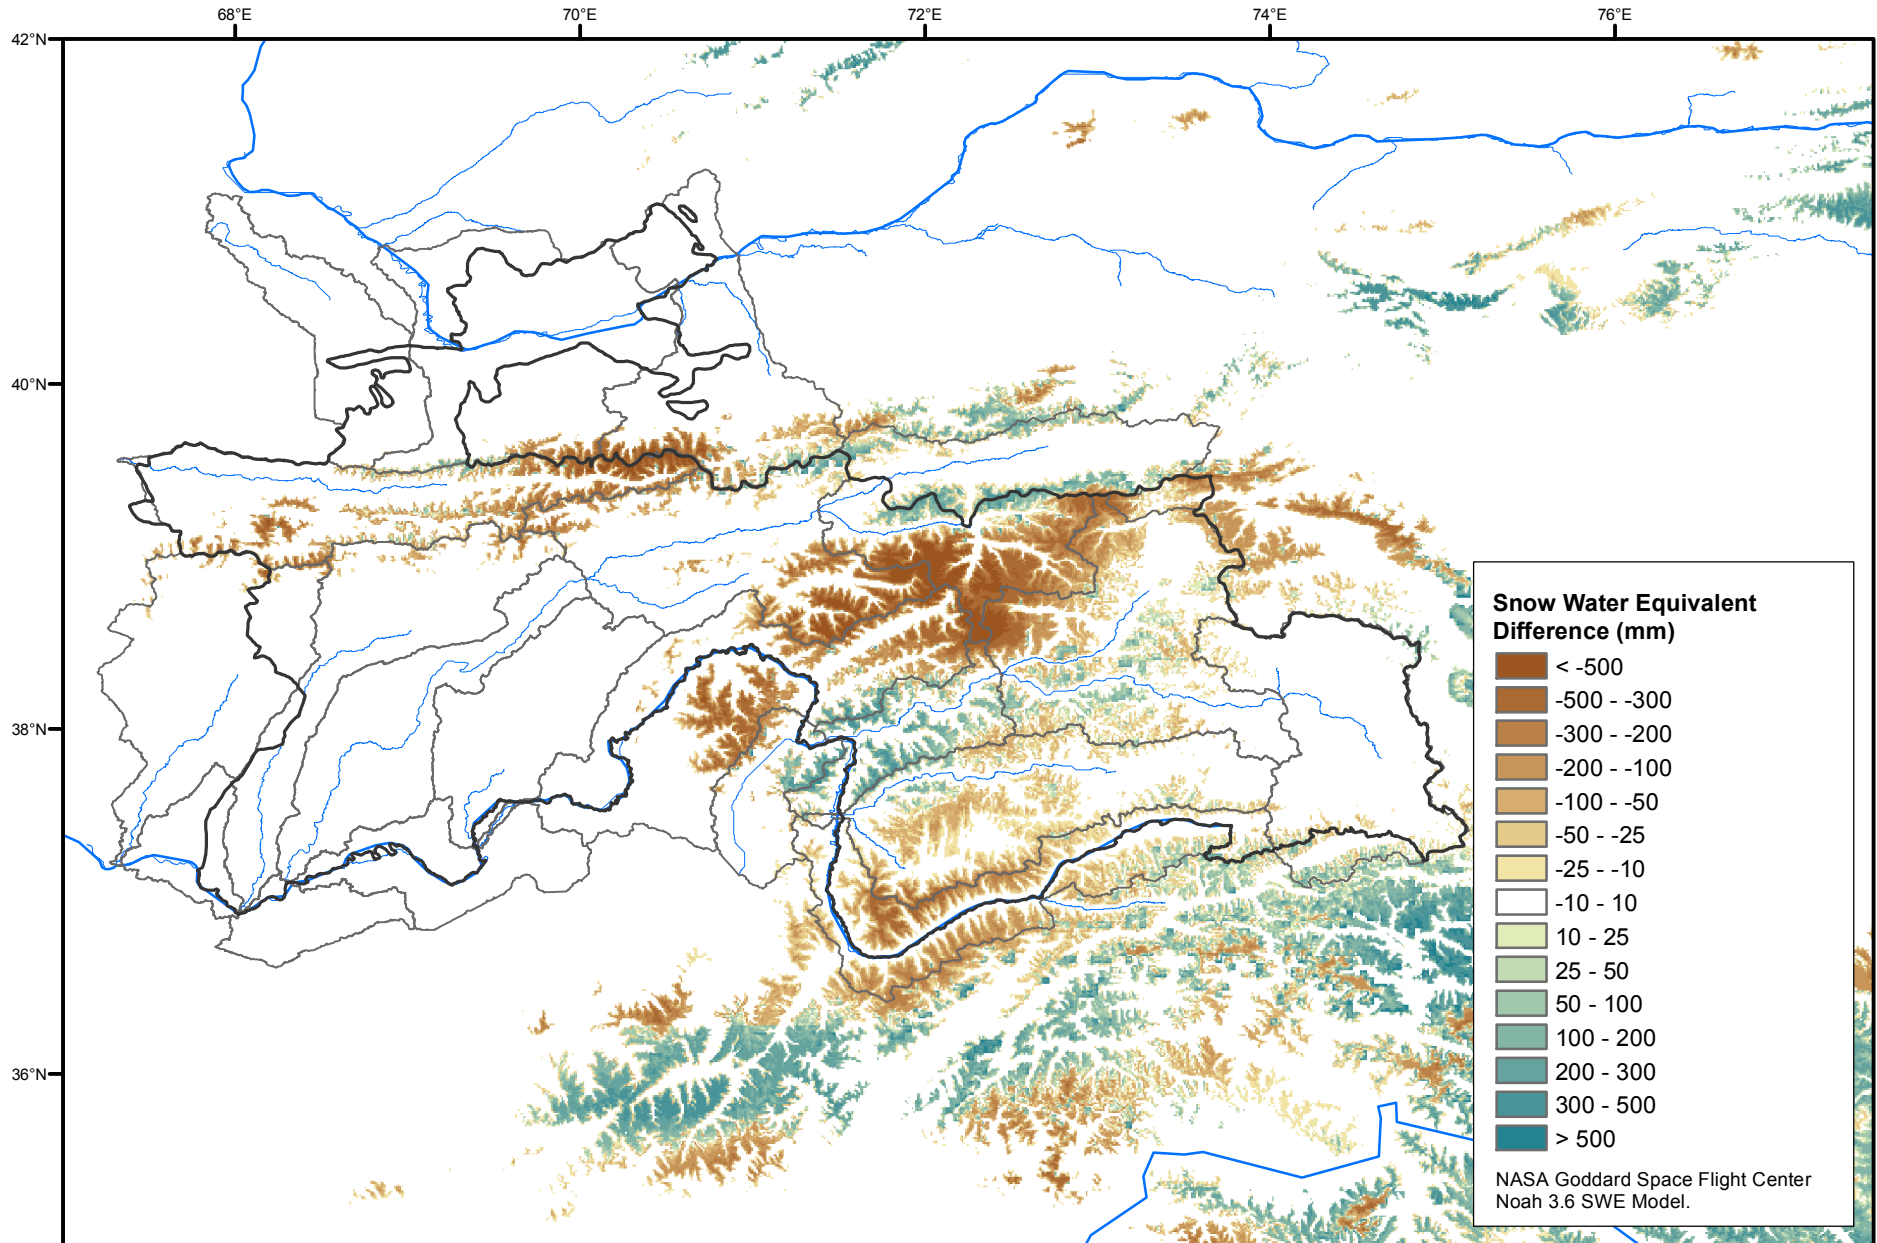 68°E
70°E
72°E
74°E
76°E
42°N
40°N
38°N
36°N
Snow Water Equivalent
Difference (mm)
< -500
-500 - -300
-300 - -200
-200 - -100
-100 - -50
-50 - -25
-25 - -10
-10 - 10
10 - 25
25 - 50
50 - 100
100 - 200
200 - 300
300 - 500
> 500
NASA Goddard Space Flight Center
Noah 3.6 SWE Model.